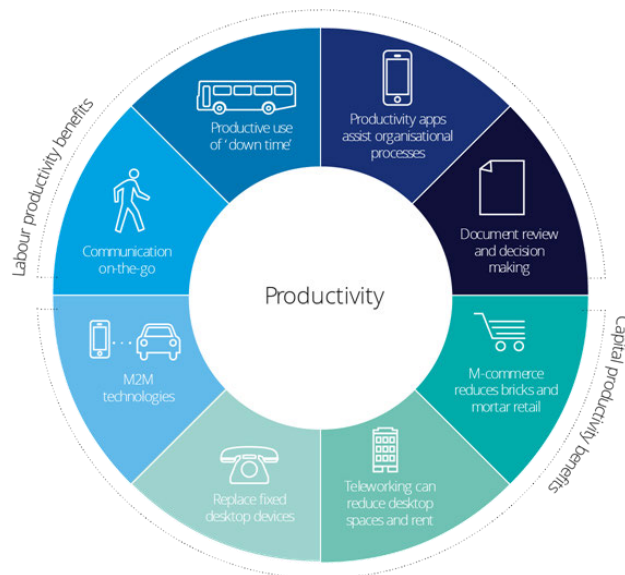 Labour productivity benefits
Productive use
of ‘down time’
Productivity apps
assist organisational
processes
Communication
on-the-go
Document review
and decision
making
Productivity
M2M
technologies
M-commerce
reduces bricks and
mortar retail
Replace fixed
desktop devices
Teleworking can
reduce desktop
spaces and rent
Capital productivity benefits